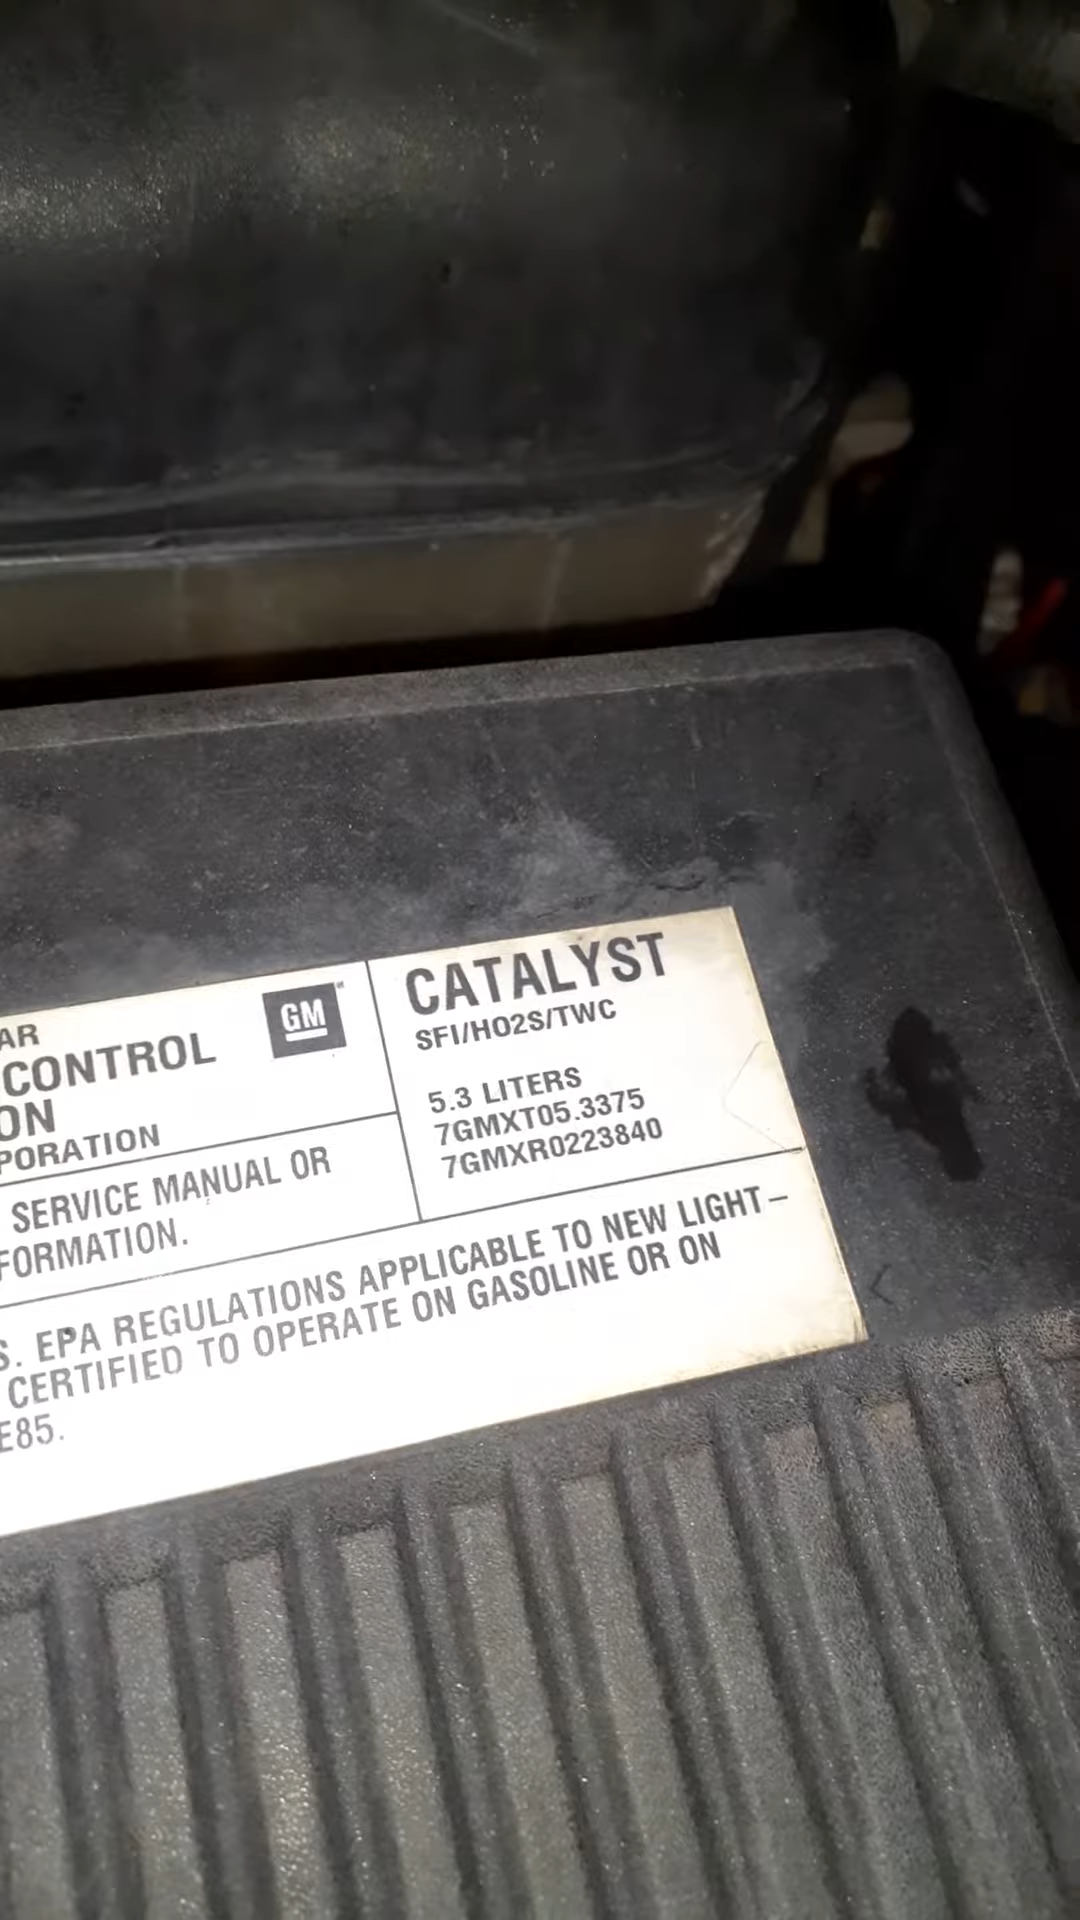 AR
CONTROL
ON
PORATION
GM
SERVICE MANUAL OR
FORMATION.
CATALYST
SFI/HO2S/TWC
5.3 LITERS
7GMXT05.3375
7GMXR0223840
S. EPA REGULATIONS APPLICABLE TO NEW LIGHT-
CERTIFIED TO OPERATE ON GASOLINE OR ON
E85.